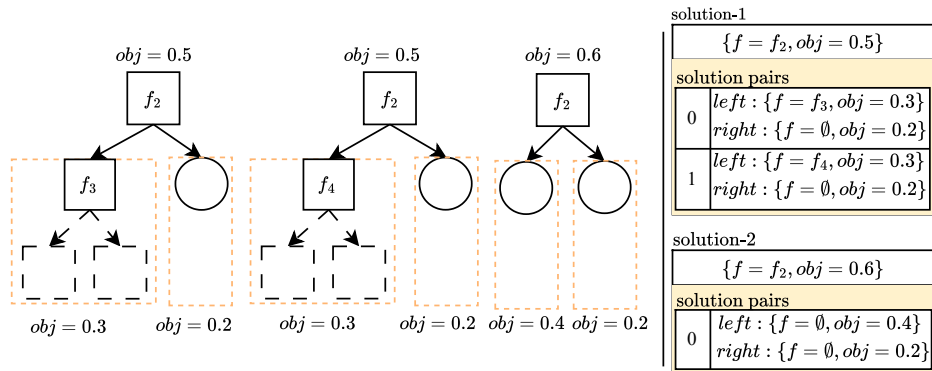 obj = 0.5
obj = 0.5
obj = 0.6
f₂
f₂
f₂
f₃
f₄
obj = 0.3
obj = 0.2
obj = 0.3
obj = 0.2
obj = 0.4
obj = 0.2
solution-1
{f = f₂, obj = 0.5}
solution pairs
0
left : {f = f₃, obj = 0.3}
right : {f = ∅, obj = 0.2}
1
left : {f = f₄, obj = 0.3}
right : {f = ∅, obj = 0.2}
solution-2
{f = f₂, obj = 0.6}
solution pairs
0
left : {f = ∅, obj = 0.4}
right : {f = ∅, obj = 0.2}